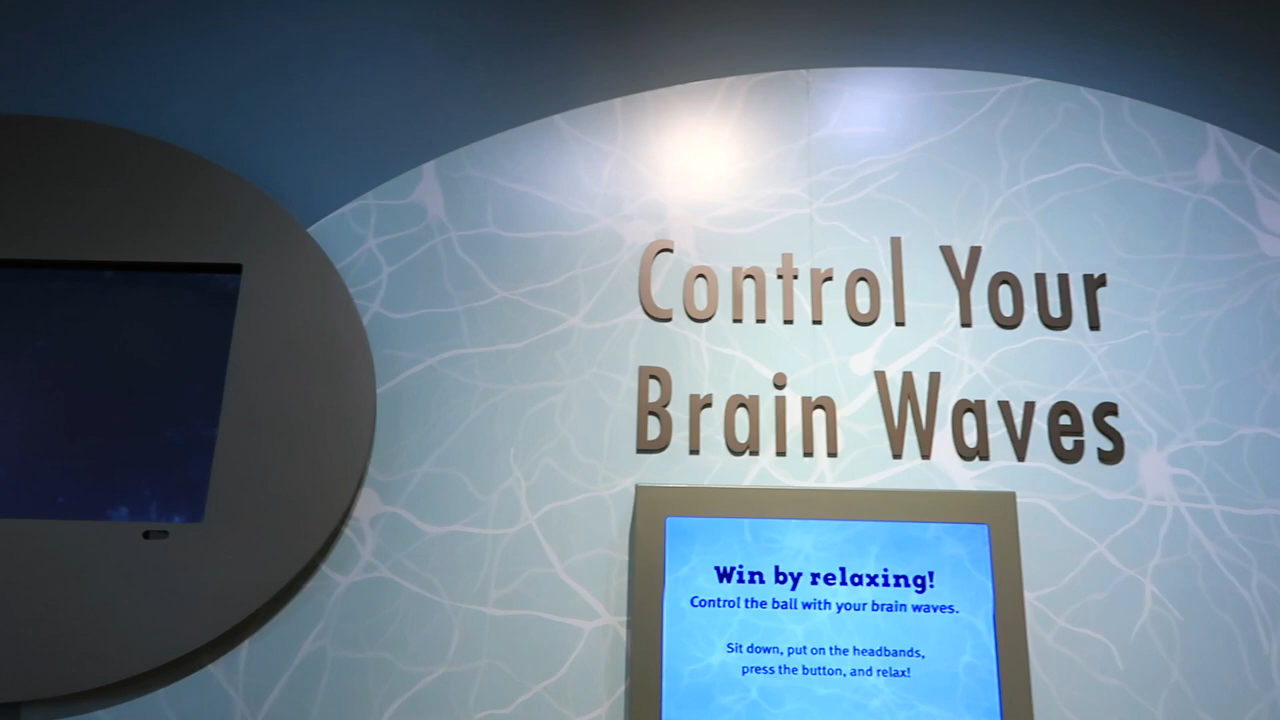 Control Your
Brain Waves
Win by relaxing!
Control the ball with your brain waves.
Sit down, put on the headbands,
press the button, and relax!